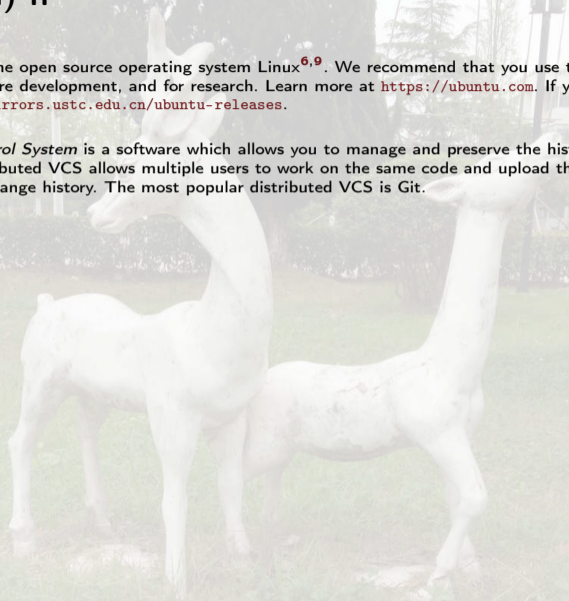 ne open source operating system Linux6,9. We recommend that you use t
re development, and for research. Learn more at https://ubuntu.com. If y
rrors.ustc.edu.cn/ubuntu-releases.
rol System is a software which allows you to manage and preserve the his
buted VCS allows multiple users to work on the same code and upload th
ange history. The most popular distributed VCS is Git.